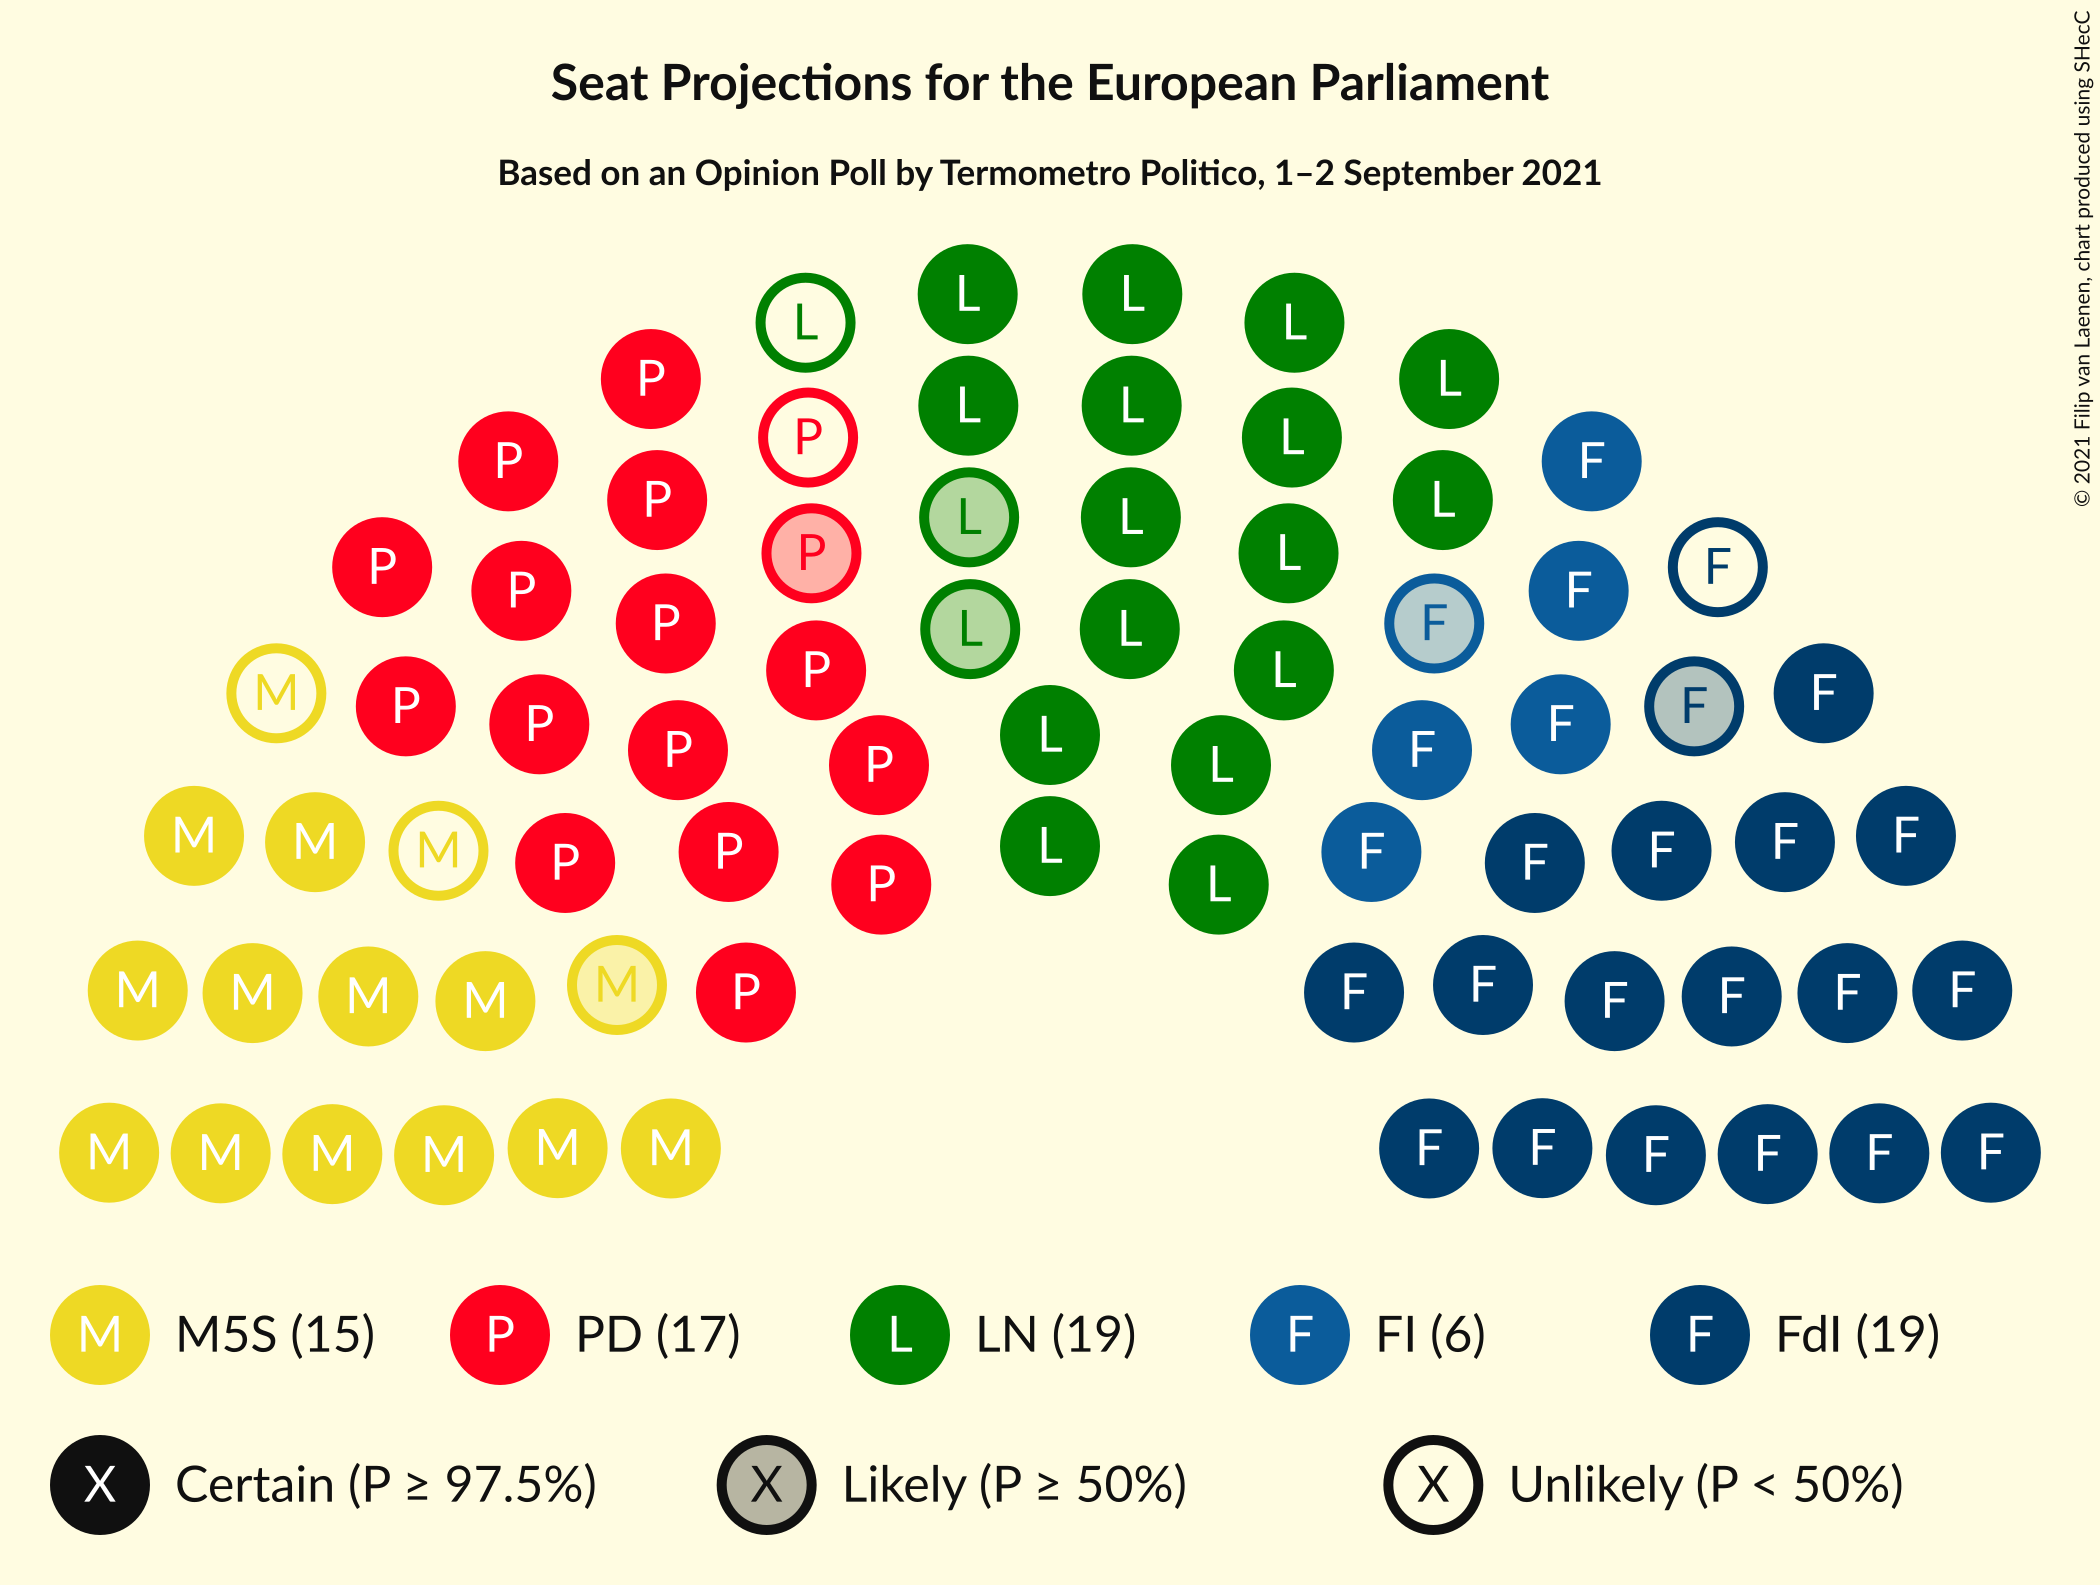 Seat Projections for the European Parliament
Based on an Opinion Poll by Termometro Politico, 1–2 September 2021
© 2021 Filip van Laenen, chart produced using SHecC
L L
L L
P L
L L
P L
P F
P L
P L
L L
P F F
P L
P F
L P
L P F
M P L F
P F
P P F
P L L
M M F F
M F
P L F
P P L F
M F
M F
M F
M M F
P F
M F
M M M M M M F F F F F F
M M5S (15) P PD (17) L LN (19) F FI (6) F FdI (19)
X Certain (P ≥ 97.5%) X Likely (P ≥ 50%) X Unlikely (P < 50%)